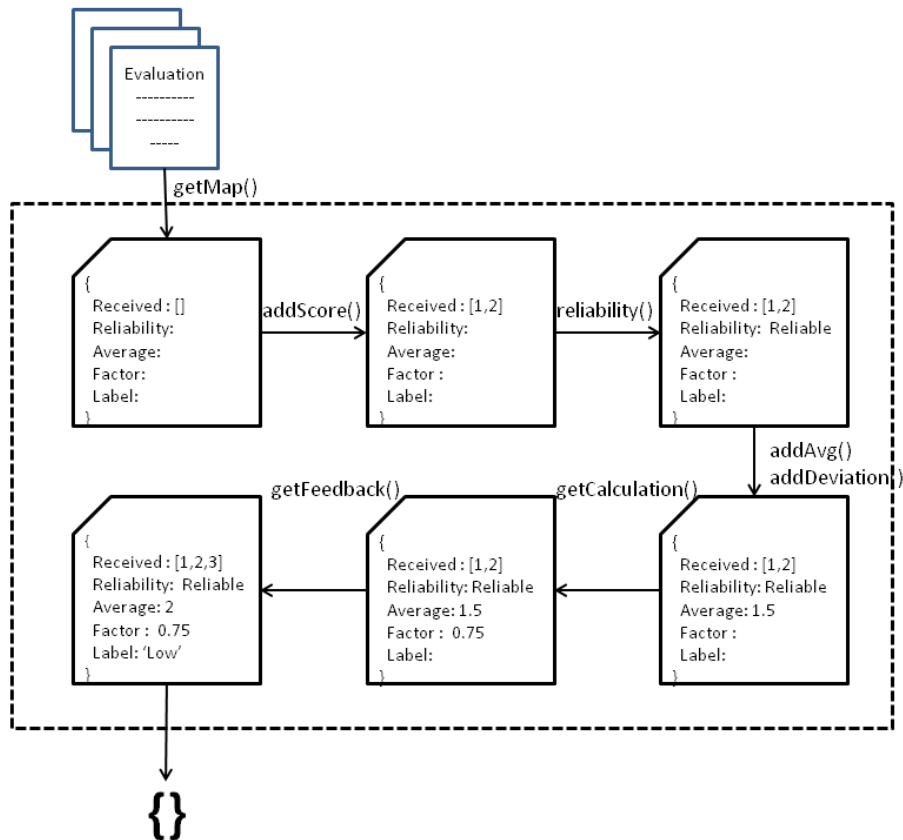 Evaluation
----------
----------
-----
getMap()
{
Received : []
Reliability:
Average:
Factor:
Label:
}
addScore()
{
Received : [1,2]
Reliability:
Average:
Factor :
Label:
}
reliability()
{
Received : [1,2]
Reliability: Reliable
Average:
Factor :
Label:
}
addAvg()
addDeviation()
{
Received : [1,2]
Reliability: Reliable
Average: 1.5
Factor :
Label:
}
getCalculation()
{
Received : [1,2]
Reliability: Reliable
Average: 1.5
Factor : 0.75
Label:
}
getFeedback()
{
Received : [1,2,3]
Reliability: Reliable
Average: 2
Factor : 0.75
Label: ‘Low’
}
{}